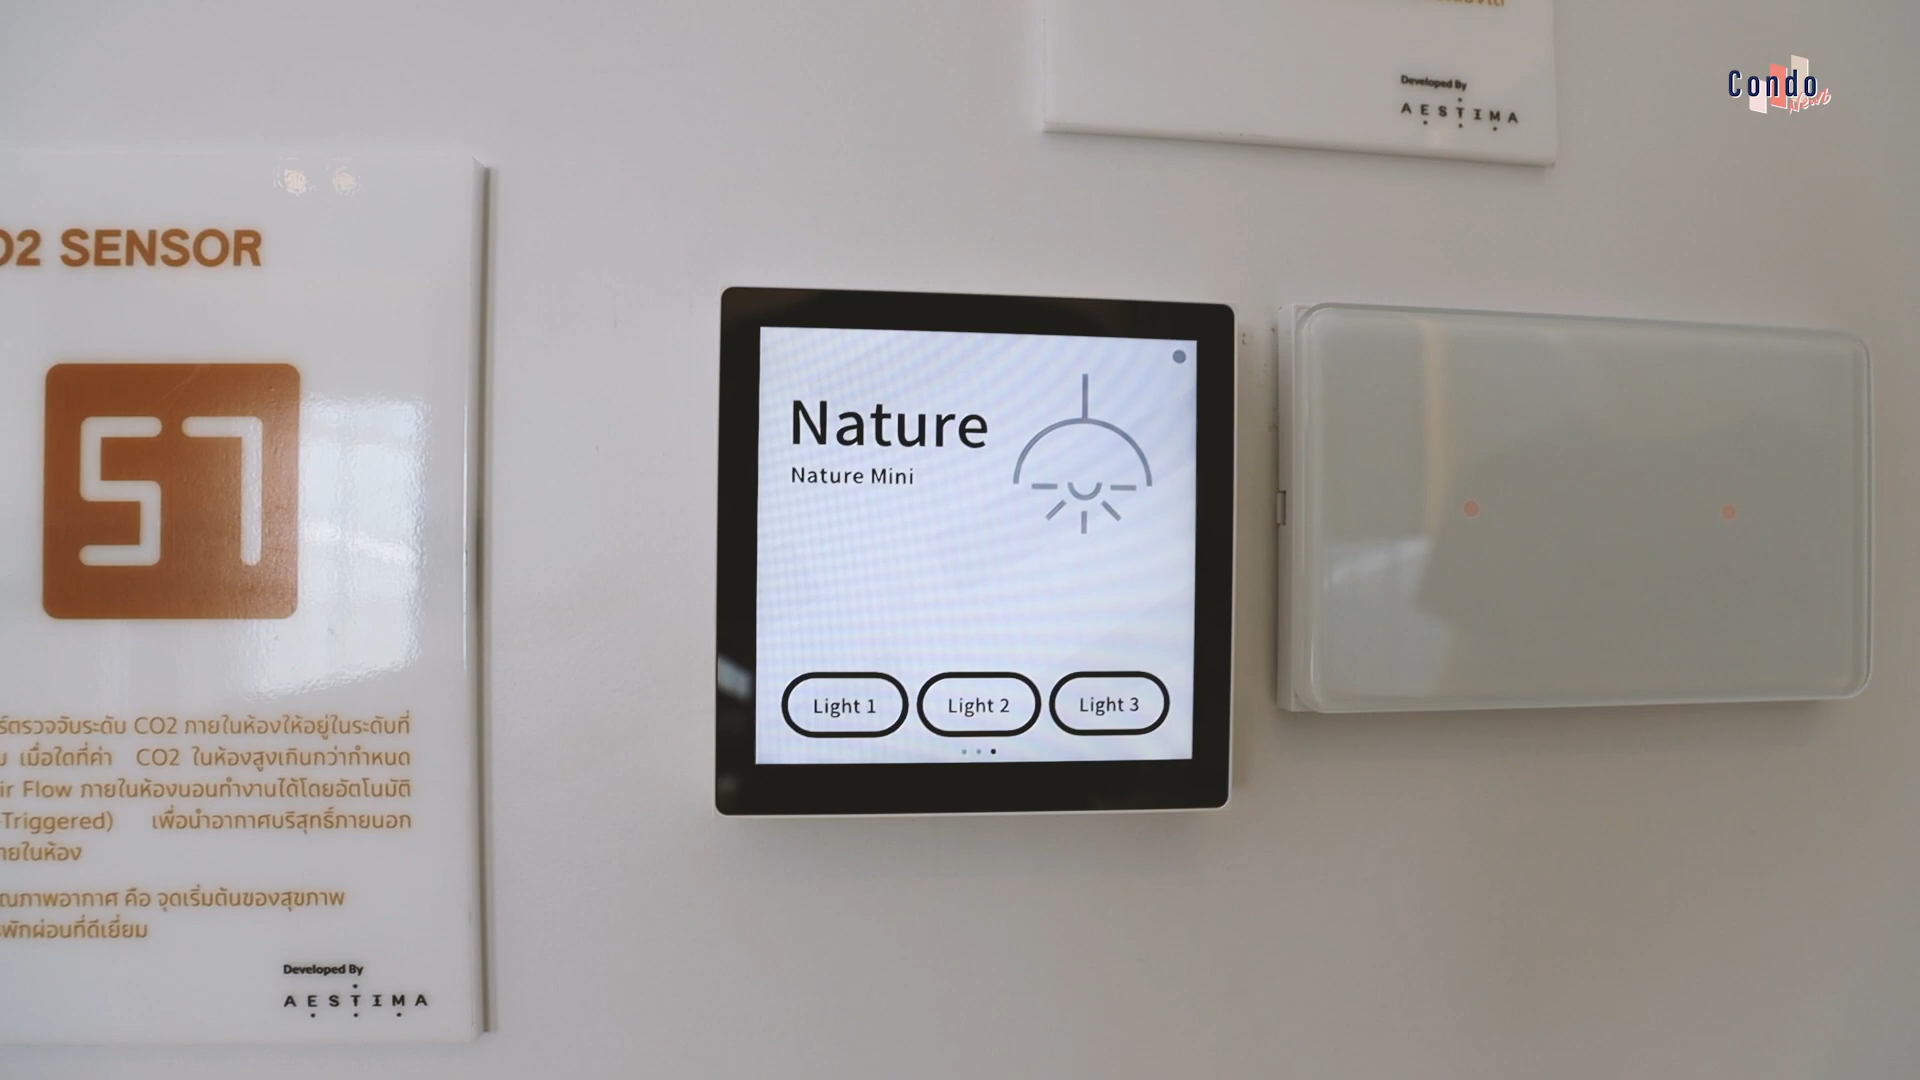 Developed By
AESTIMA
Condo
News
O2 SENSOR
57
Nature
Nature Mini
Light 1
Light 2
Light 3
ร์ตรวจจับระดับ CO2 ภายในห้องให้อยู่ในระดับที่
เมื่อใดที่ค่า CO2 ในห้องสูงเกินกว่ากำหนด
ir Flow ภายในห้องนอนทำงานได้โดยอัตโนมัติ
-Triggered) เพื่อนำอากาศบริสุทธิ์ภายนอก
ายในห้อง
ณภาพอากาศ คือ จุดเริ่มต้นของสุขภาพ
พักผ่อนที่ดีเยี่ยม
Developed By
AESTIMA